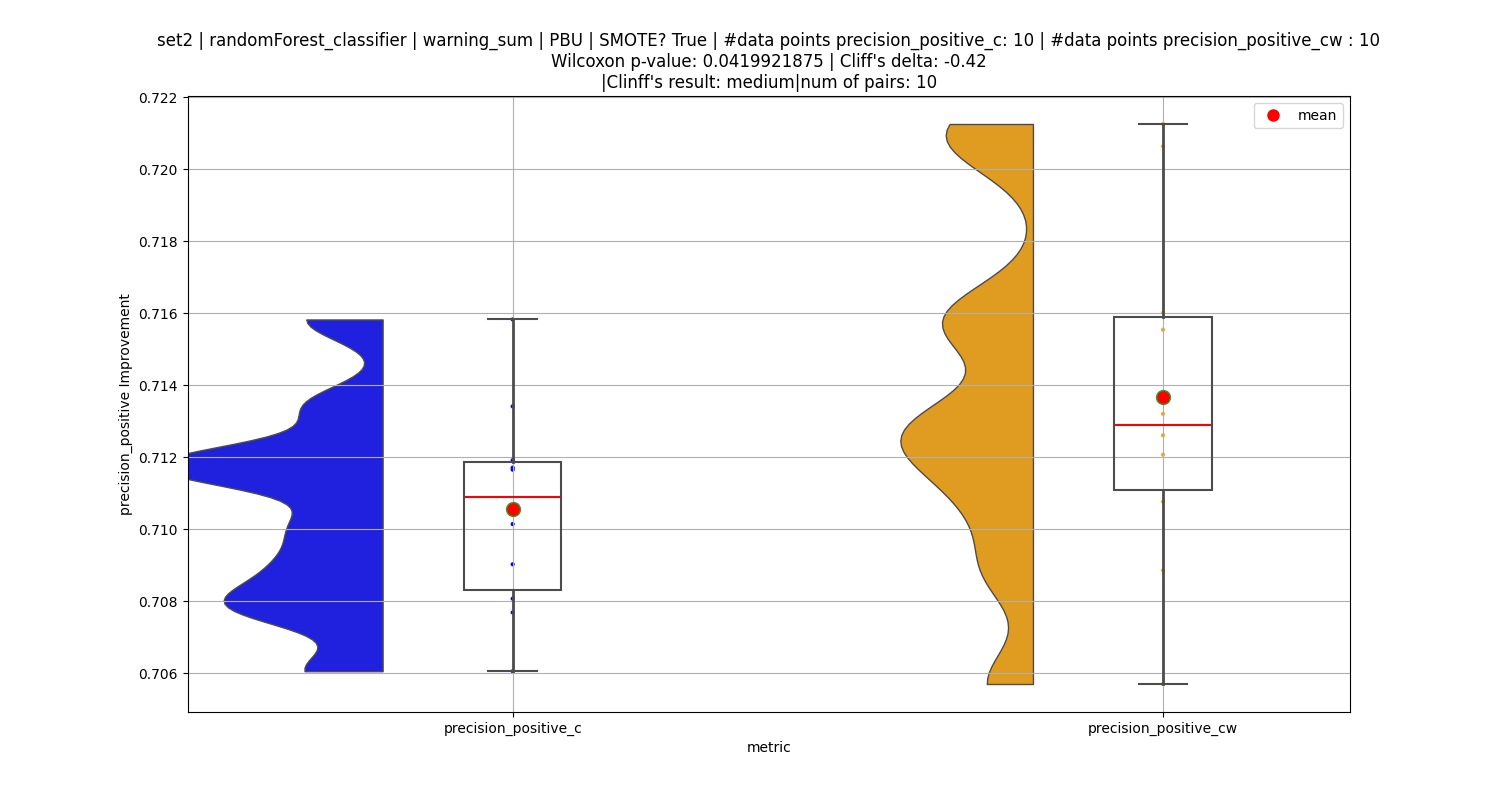 set2 | randomForest_classifier | warning_sum | PBU | SMOTE? True | #data points precision_positive_c: 10 | #data points precision_positive_cw : 10
Wilcoxon p-value: 0.0419921875 | Cliff's delta: -0.42
|Clinff's result: medium|num of pairs: 10
mean
0.722
0.720
0.718
0.716
0.714
0.712
0.710
0.708
0.706
precision_positive Improvement
precision_positive_c
precision_positive_cw
metric